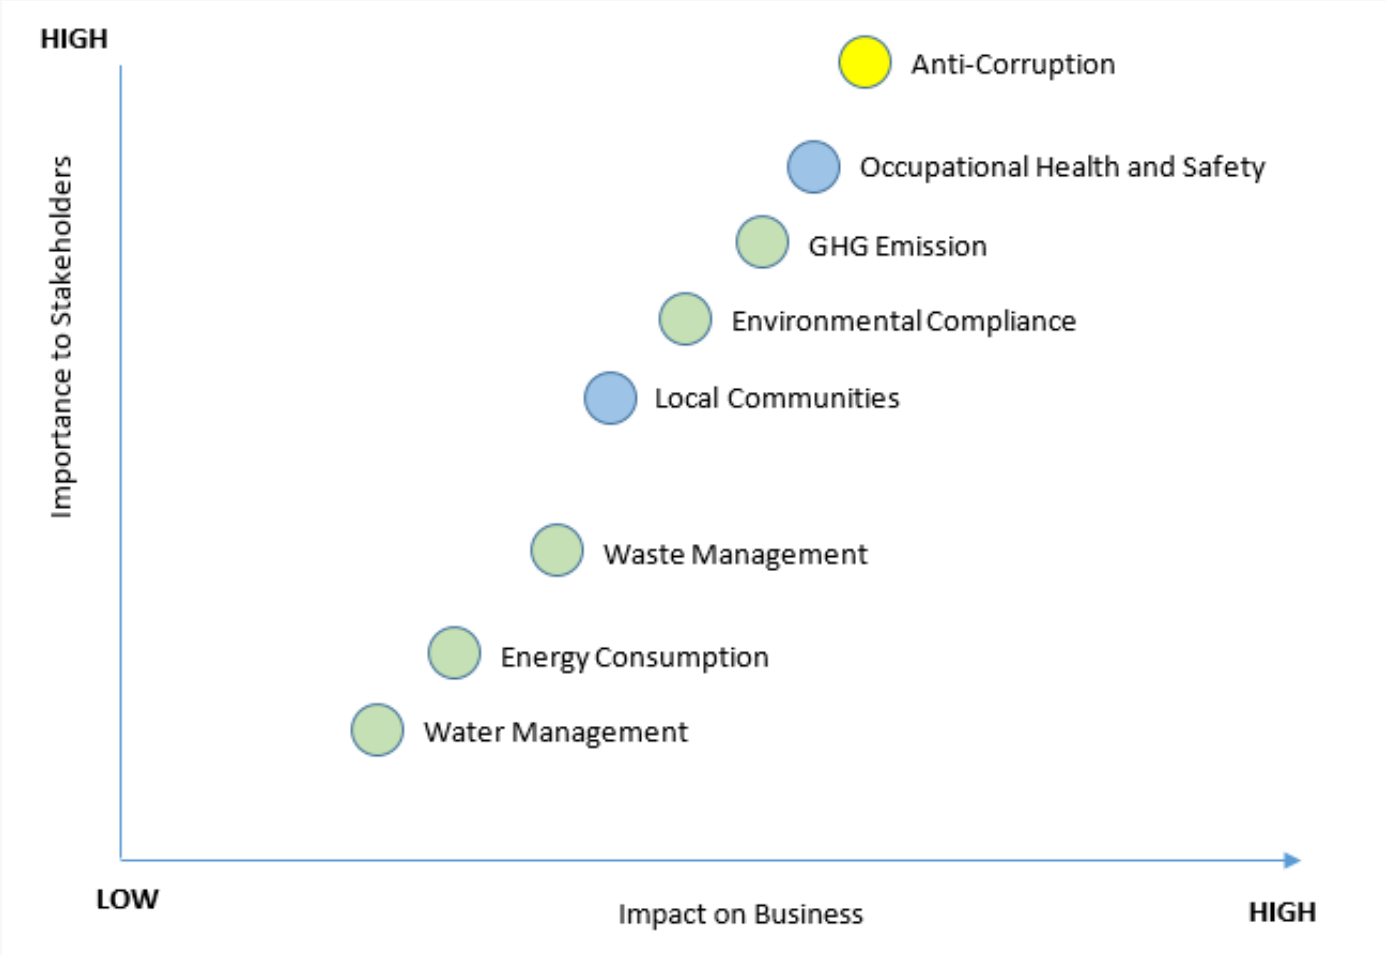 HIGH
Anti-Corruption
Occupational Health and Safety
GHG Emission
Environmental Compliance
Local Communities
Importance to Stakeholders
Waste Management
Energy Consumption
Water Management
LOW
Impact on Business
HIGH